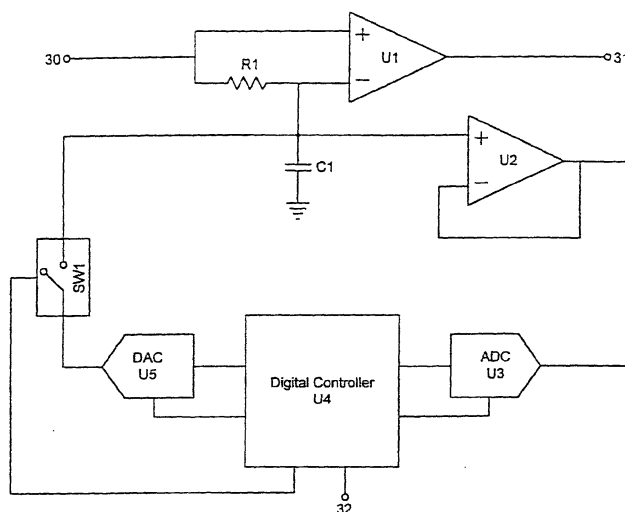 30
R1
+
−
U1
31
+
−
U2
C1
SW1
DAC
U5
Digital Controller
U4
ADC
U3
32